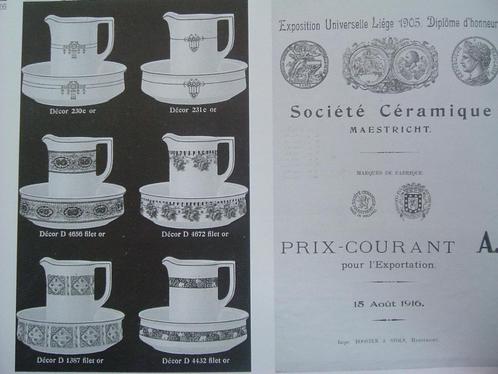 Décor 230c or
Décor 231c or
Décor D 4656 filet or
Décor D 4672 filet or
Décor D 1387 filet or
Décor D 4432 filet or
Exposition Universelle Liége 1905, Diplôme d'honneur
Société Céramique
MAESTRICHT.
MARQUES DE FABRIQUE
PRIX-COURANT A.
pour l'Exportation.
15 Août 1916.